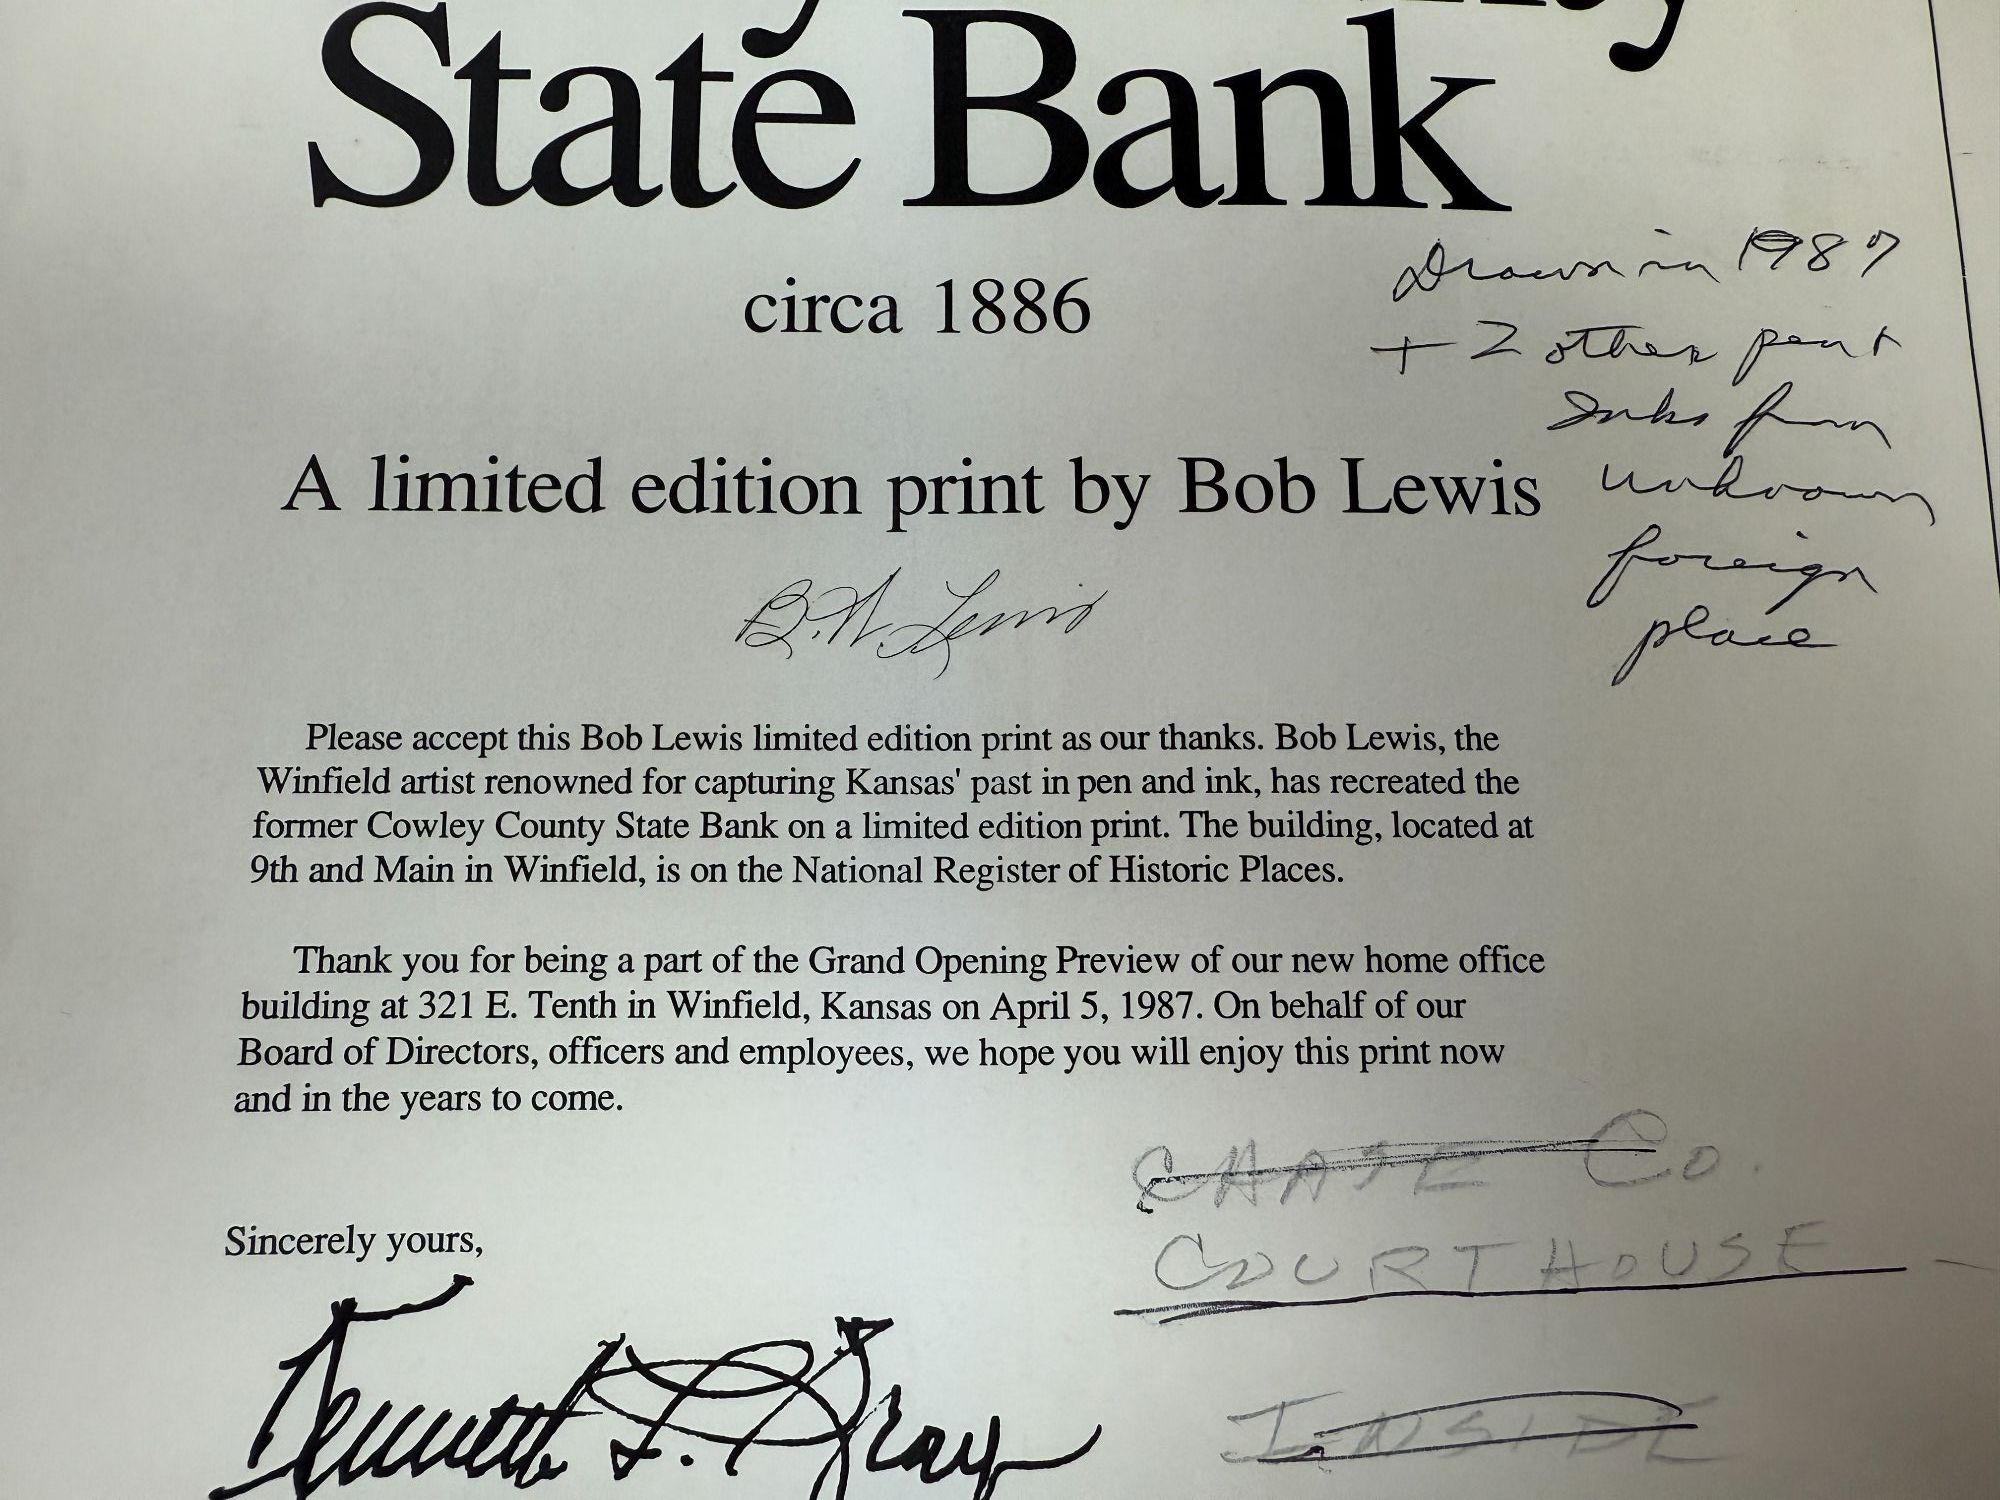 State Bank
circa 1886
Drawn in 1987
+ 2 other pen +
Inks from
unknown
foreign
place
A limited edition print by Bob Lewis
B.W. Lewis
Please accept this Bob Lewis limited edition print as our thanks. Bob Lewis, the
Winfield artist renowned for capturing Kansas' past in pen and ink, has recreated the
former Cowley County State Bank on a limited edition print. The building, located at
9th and Main in Winfield, is on the National Register of Historic Places.
Thank you for being a part of the Grand Opening Preview of our new home office
building at 321 E. Tenth in Winfield, Kansas on April 5, 1987. On behalf of our
Board of Directors, officers and employees, we hope you will enjoy this print now
and in the years to come.
CHASE CO.
COURTHOUSE
INSIDE
Sincerely yours,
Kenneth L.